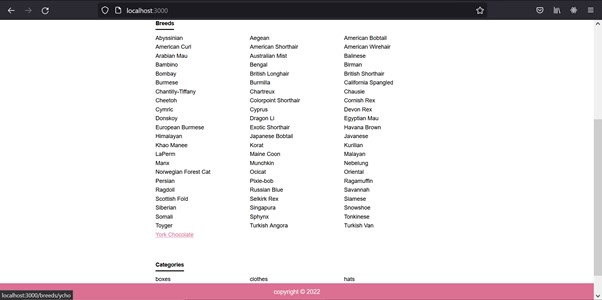 localhost:3000
Breeds
Abyssinian Aegean American Bobtail
American Curl American Shorthair American Wirehair
Arabian Mau Australian Mist Balinese
Bambino Bengal Birman
Bombay British Longhair British Shorthair
Burmese Burmilla California Spangled
Chantilly-Tiffany Chartreux Chausie
Cheetoh Colorpoint Shorthair Cornish Rex
Cymric Cyprus Devon Rex
Donskoy Dragon Li Egyptian Mau
European Burmese Exotic Shorthair Havana Brown
Himalayan Japanese Bobtail Javanese
Khao Manee Korat Kurilian
LaPerm Maine Coon Malayan
Manx Munchkin Nebelung
Norwegian Forest Cat Ocicat Oriental
Persian Pixie-bob Ragamuffin
Ragdoll Russian Blue Savannah
Scottish Fold Selkirk Rex Siamese
Siberian Singapura Snowshoe
Somali Sphynx Tonkinese
Toyger Turkish Angora Turkish Van
York Chocolate
Categories
boxes clothes hats
copyright © 2022
localhost:3000/breeds/ycho